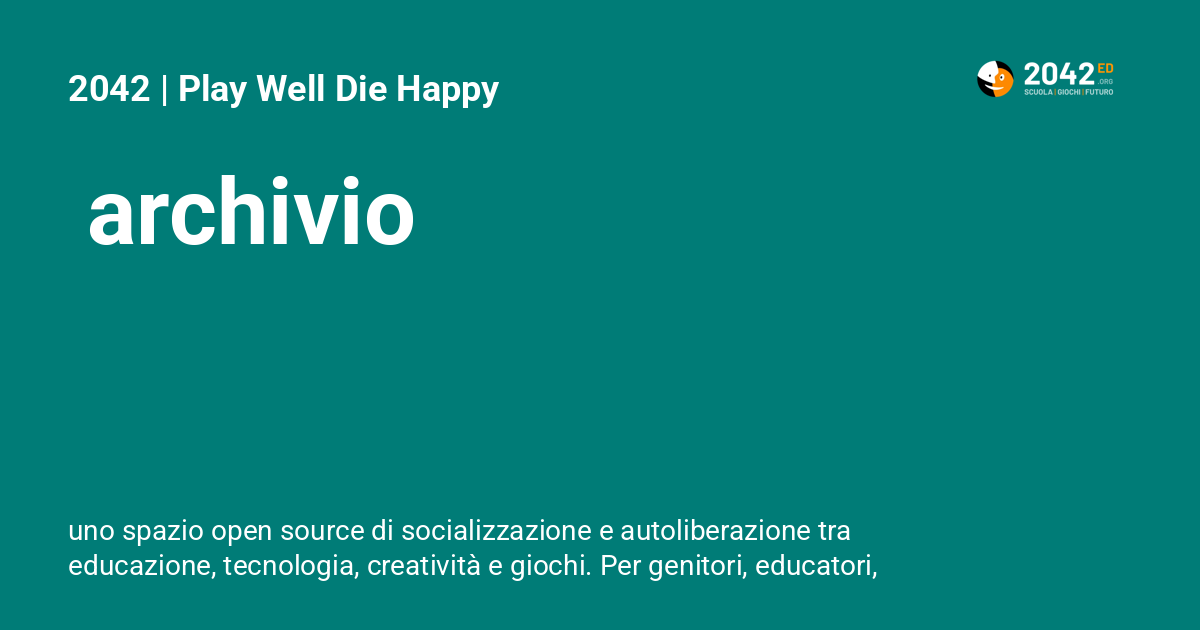 2042 | Play Well Die Happy
2042 ED
.ORG
SCUOLA | GIOCHI | FUTURO
archivio
uno spazio open source di socializzazione e autoliberazione tra
educazione, tecnologia, creatività e giochi. Per genitori, educatori,